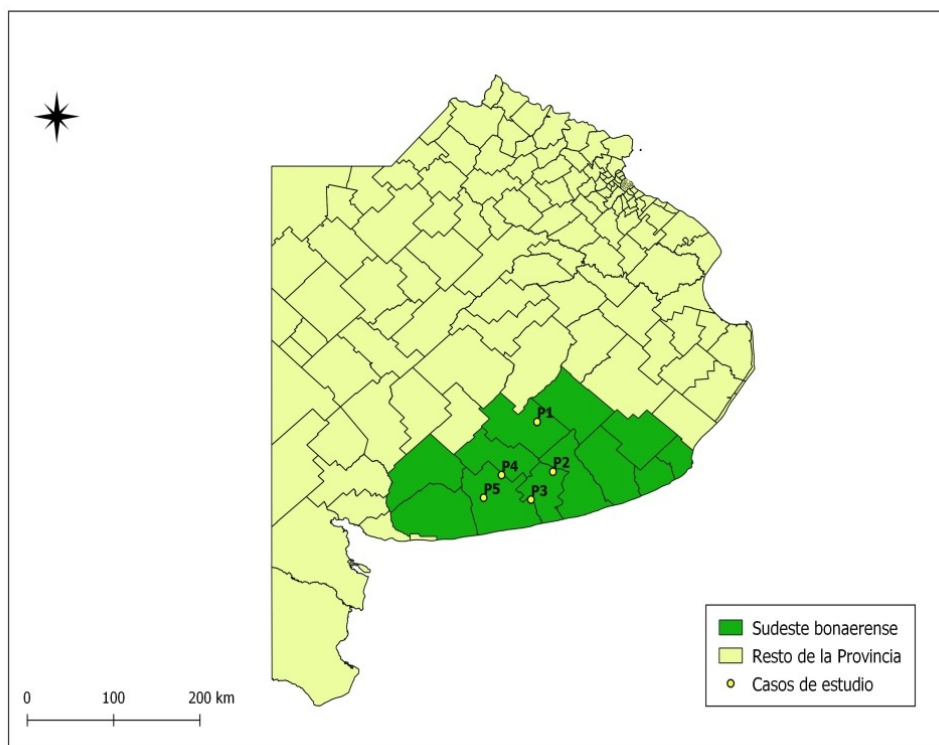 P1
P2
P4
P5
P3
Sudeste bonaerense
Resto de la Provincia
Casos de estudio
0 100 200 km